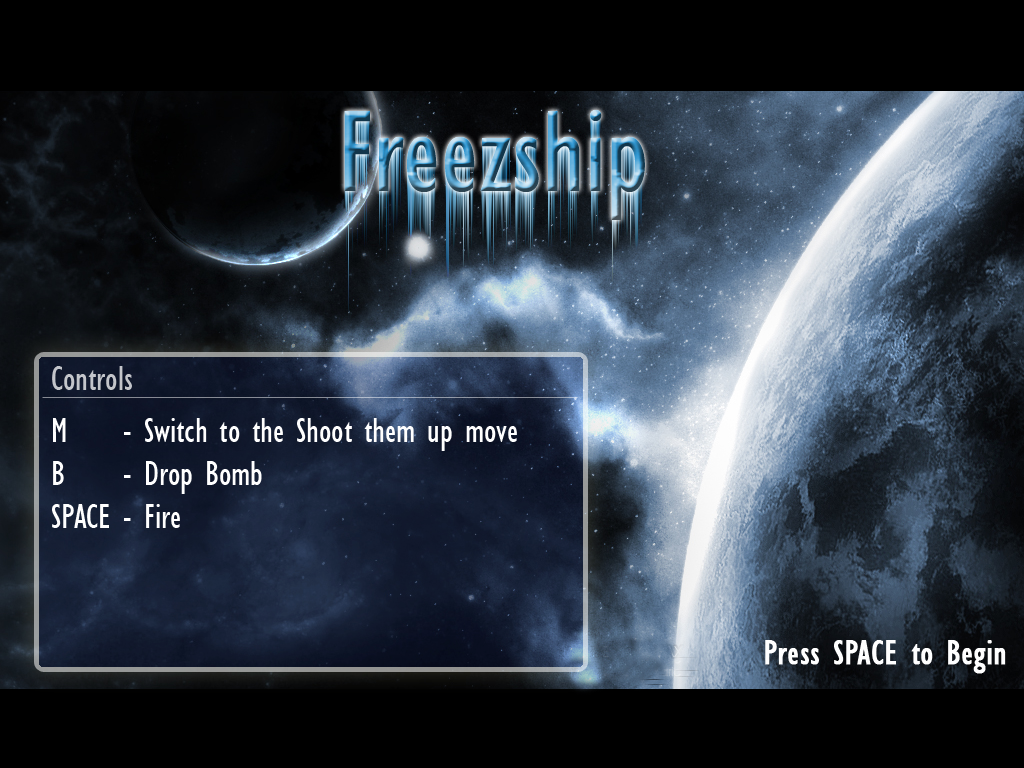 Freezship
Controls
M - Switch to the Shoot them up move
B - Drop Bomb
SPACE - Fire
Press SPACE to Begin